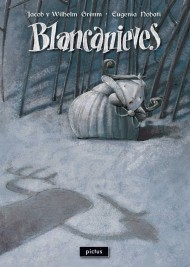 Jacob y Wilhelm Grimm · Eugenia Nobati
Blancanieves
pictus